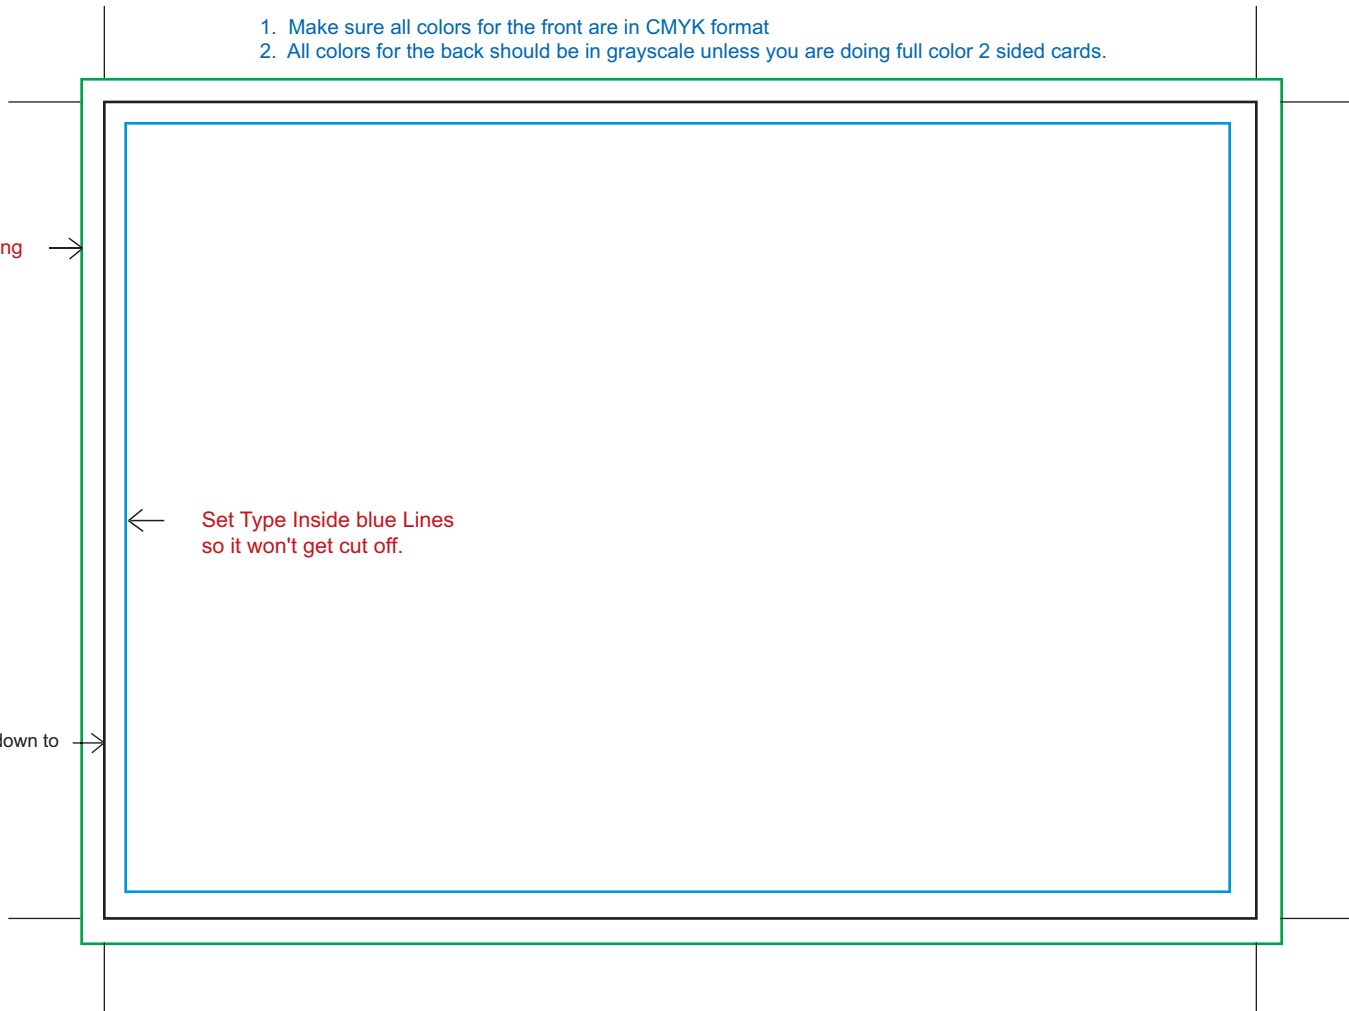 1. Make sure all colors for the front are in CMYK format
2. All colors for the back should be in grayscale unless you are doing full color 2 sided cards.
ng
Set Type Inside blue Lines
so it won't get cut off.
down to